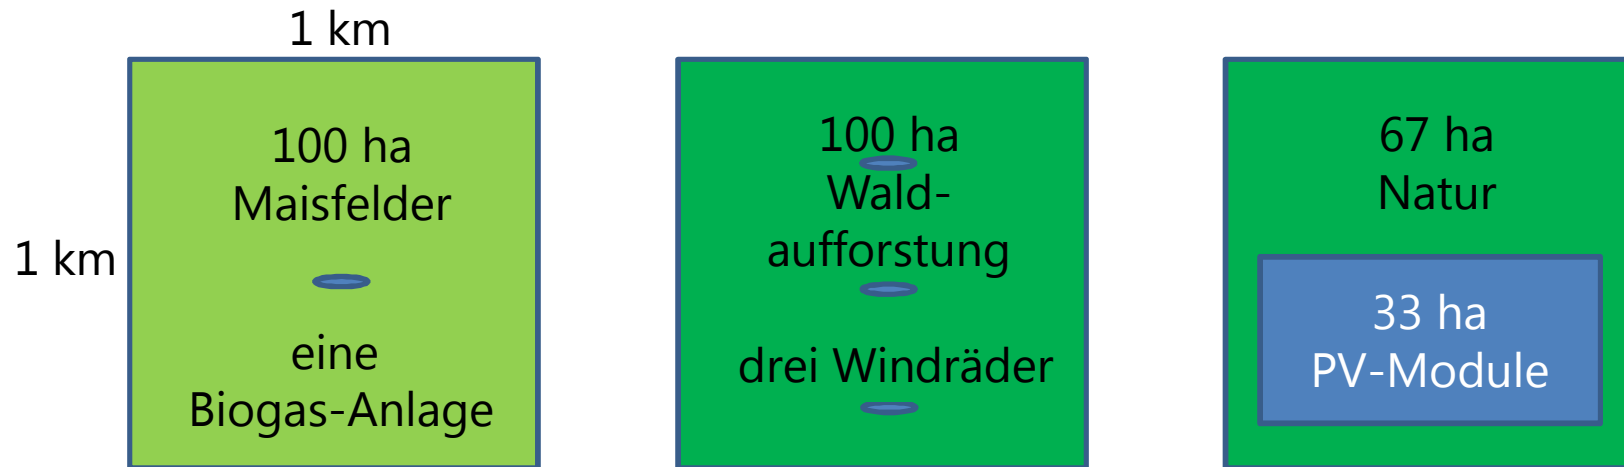 1 km
1 km
100 ha
Maisfelder
eine
Biogas-Anlage
100 ha
Wald-
aufforstung
drei Windräder
67 ha
Natur
33 ha
PV-Module